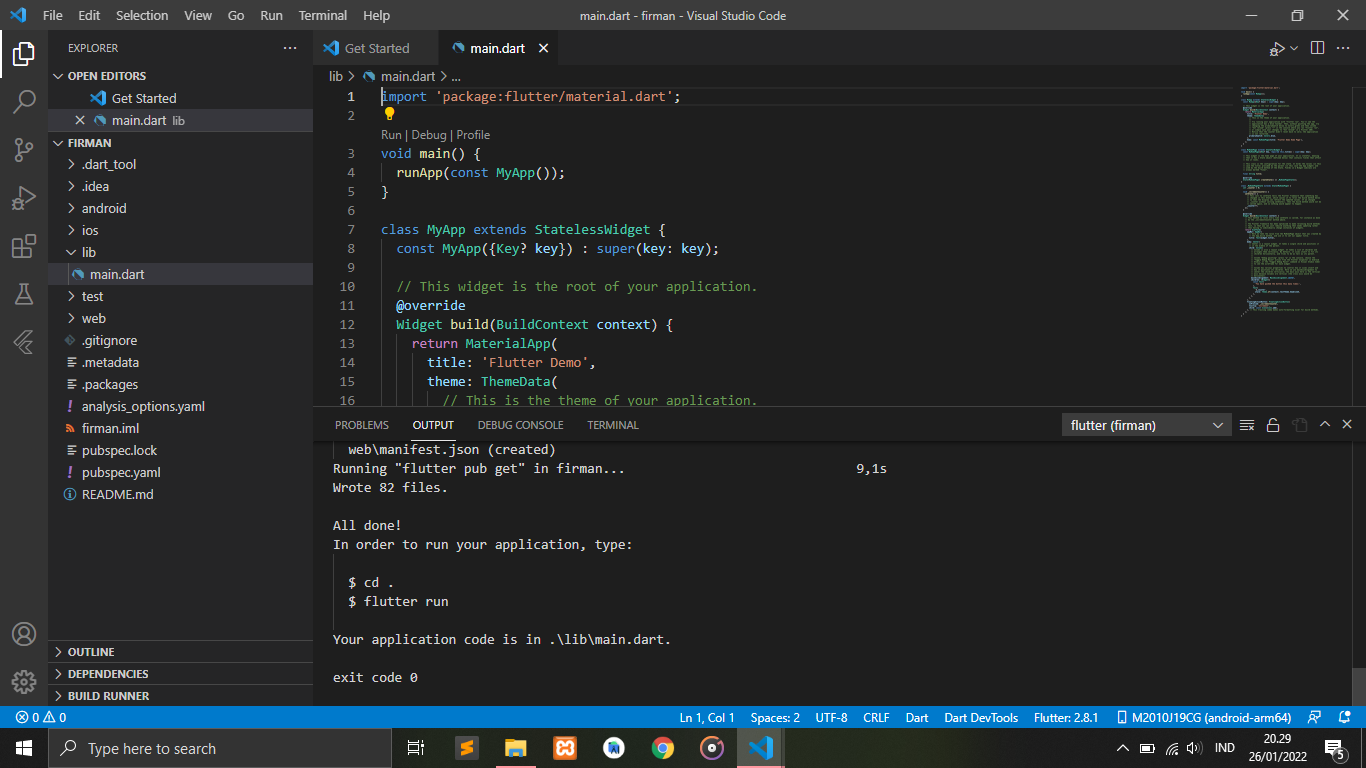 File Edit Selection View Go Run Terminal Help
main.dart - firman - Visual Studio Code
EXPLORER
OPEN EDITORS
Get Started
main.dart lib
FIRMAN
.dart_tool
.idea
android
ios
lib
main.dart
test
web
.gitignore
.metadata
.packages
analysis_options.yaml
firman.iml
pubspec.lock
pubspec.yaml
README.md
OUTLINE
DEPENDENCIES
BUILD RUNNER
Get Started main.dart
lib > main.dart > ...
1 import 'package:flutter/material.dart';
2
Run | Debug | Profile
3 void main() {
4 runApp(const MyApp());
5 }
6
7 class MyApp extends StatelessWidget {
8 const MyApp({Key? key}) : super(key: key);
9
10 // This widget is the root of your application.
11 @override
12 Widget build(BuildContext context) {
13 return MaterialApp(
14 title: 'Flutter Demo',
15 theme: ThemeData(
16 // This is the theme of your application.
PROBLEMS OUTPUT DEBUG CONSOLE TERMINAL
flutter (firman)
web\manifest.json (created)
Running "flutter pub get" in firman... 9,1s
Wrote 82 files.
All done!
In order to run your application, type:
$ cd .
$ flutter run
Your application code is in .\lib\main.dart.
exit code 0
0 0
Ln 1, Col 1 Spaces: 2 UTF-8 CRLF Dart Dart DevTools Flutter: 2.8.1 M2010J19CG (android-arm64)
Type here to search
IND
20.29
26/01/2022
5